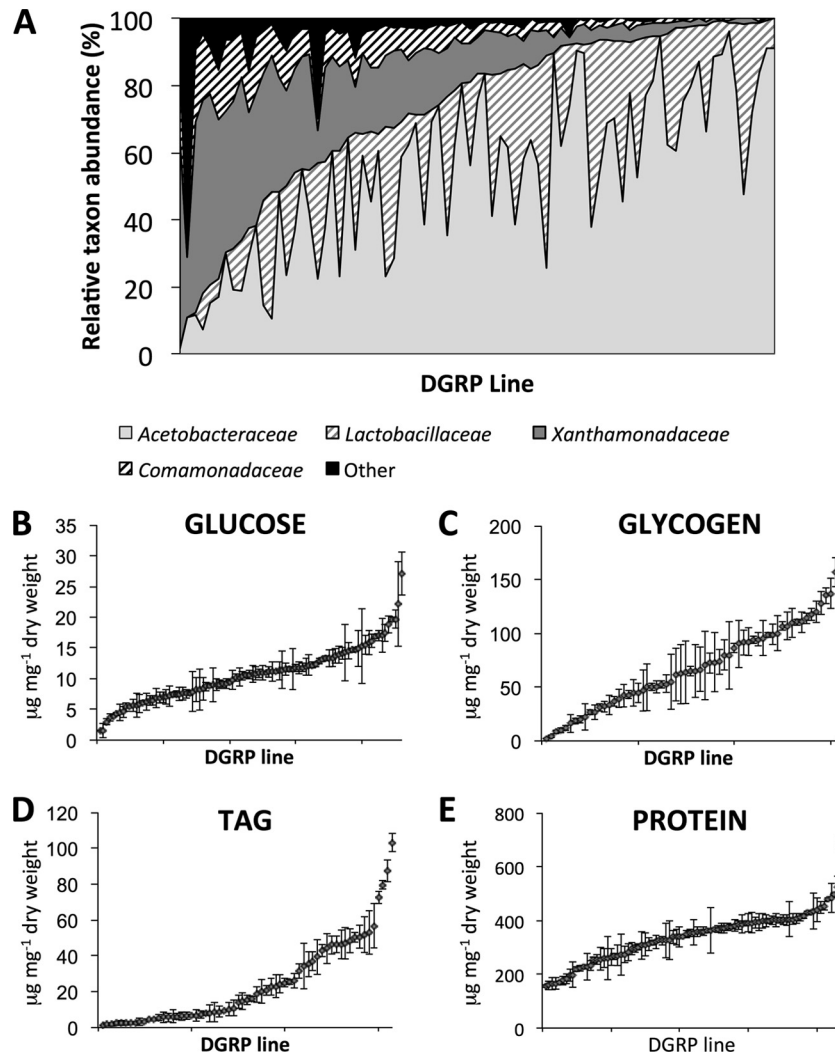 A
Relative taxon abundance (%)
100
80
60
40
20
0
DGRP Line
Acetobacteraceae Lactobacillaceae Xanthamonadaceae
Comamonadaceae Other
B GLUCOSE
µg mg⁻¹ dry weight
35
30
25
20
15
10
5
0
DGRP line
C GLYCOGEN
µg mg⁻¹ dry weight
200
150
100
50
0
DGRP line
D TAG
µg mg⁻¹ dry weight
120
100
80
60
40
20
0
DGRP line
E PROTEIN
µg mg⁻¹ dry weight
800
600
400
200
0
DGRP line